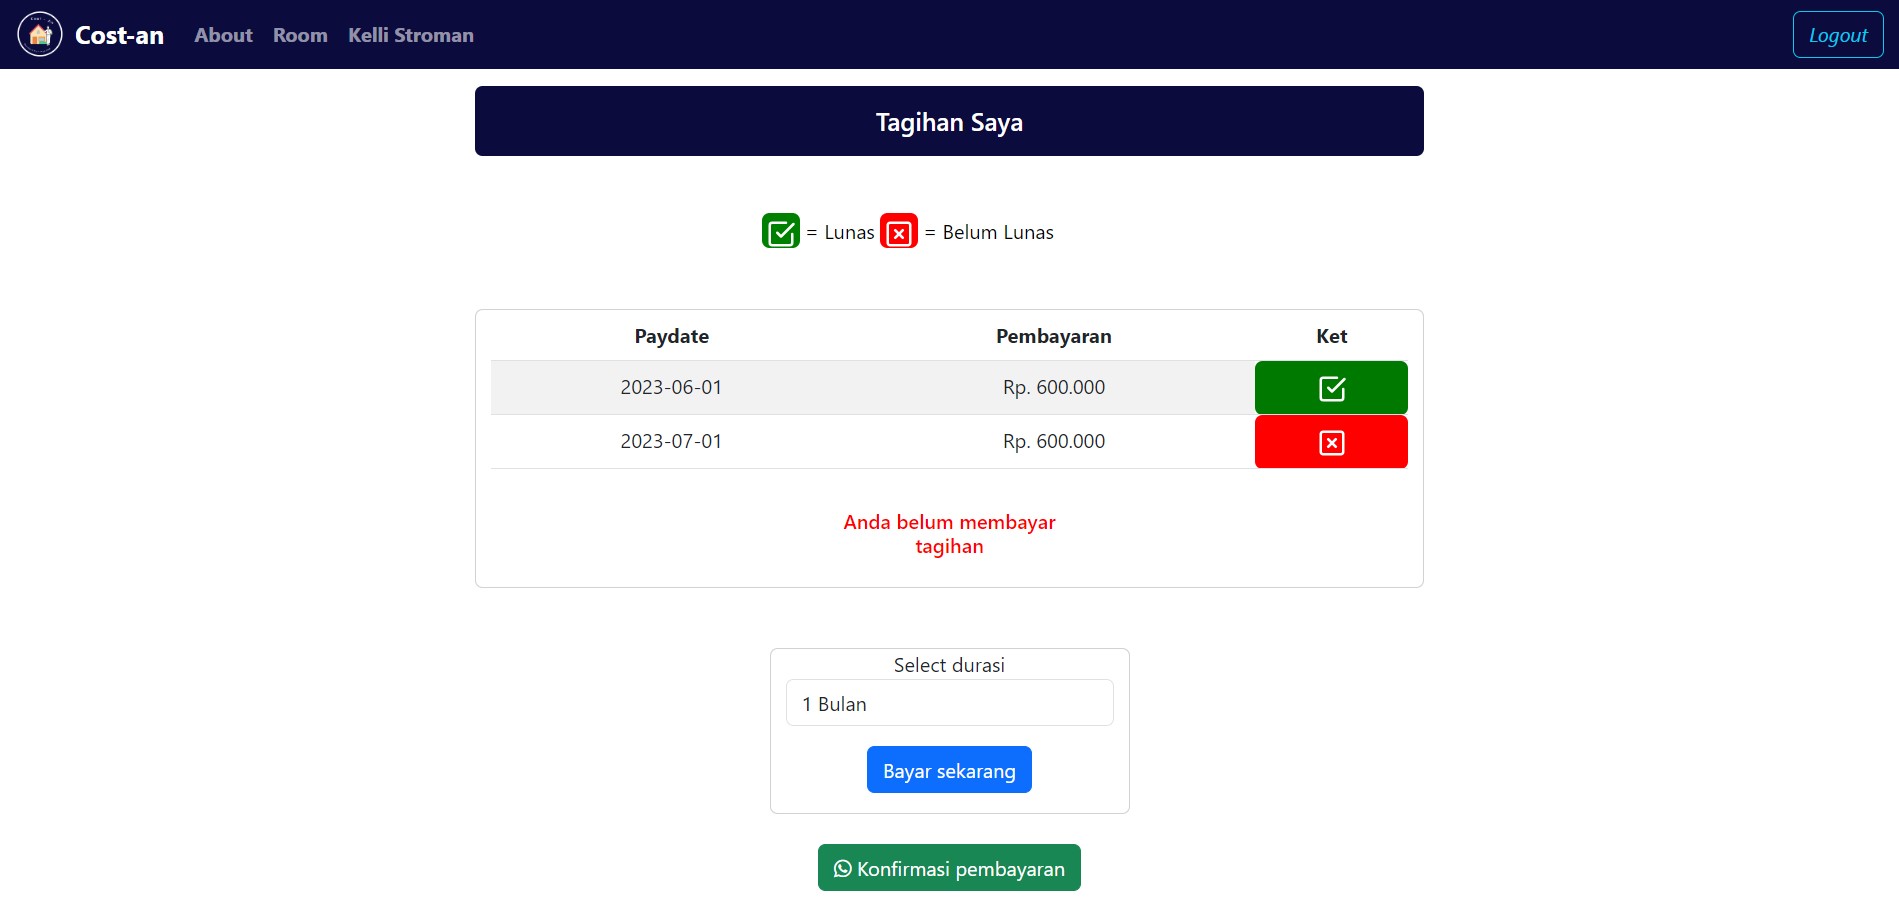 Cost-an About Room Kelli Stroman Logout
Tagihan Saya
= Lunas = Belum Lunas
Paydate Pembayaran Ket
2023-06-01 Rp. 600.000
2023-07-01 Rp. 600.000
Anda belum membayar
tagihan
Select durasi
1 Bulan
Bayar sekarang
Konfirmasi pembayaran